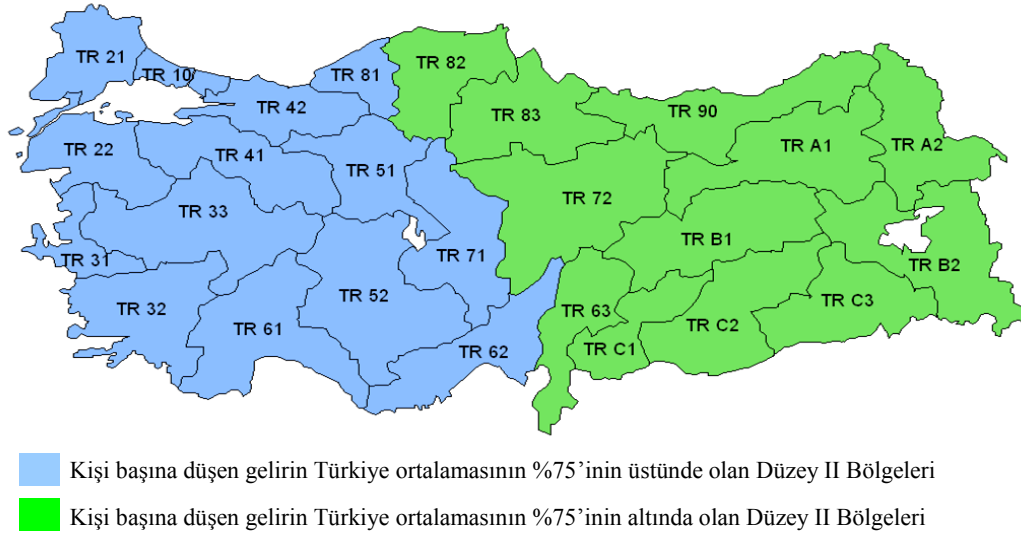 TR 21
TR 10
TR 81
TR 82
TR 42
TR 83
TR 90
TR 22
TR 41
TR 51
TR A1
TR A2
TR 33
TR 72
TR 31
TR 71
TR B1
TR B2
TR 32
TR 52
TR 63
TR C3
TR 61
TR C2
TR 62
TR C1
Kişi başına düşen gelirin Türkiye ortalamasının %75’inin üstünde olan Düzey II Bölgeleri
Kişi başına düşen gelirin Türkiye ortalamasının %75’inin altında olan Düzey II Bölgeleri